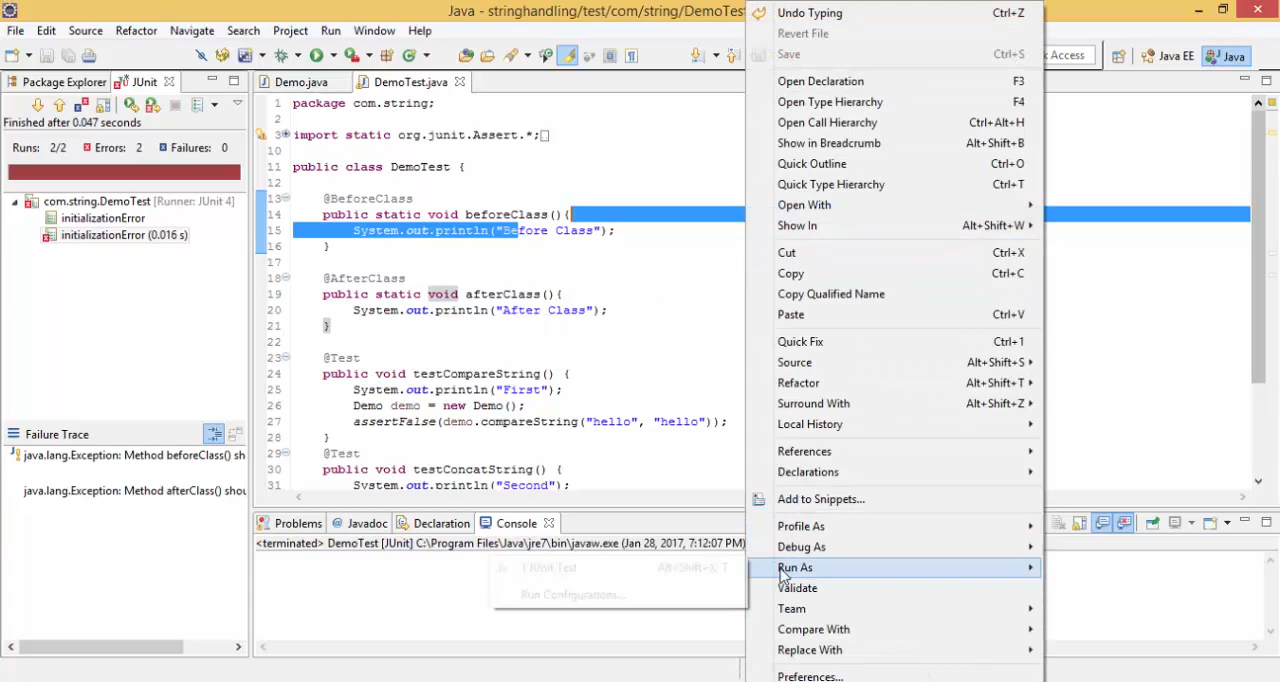 Java - stringhandling/test/com/string/DemoTest
File Edit Source Refactor Navigate Search Project Run Window Help
Access Java EE Java
Package Explorer JUnit
Finished after 0.047 seconds
Runs: 2/2 Errors: 2 Failures: 0
com.string.DemoTest [Runner: JUnit 4]
initializationError
initializationError (0.016 s)
Failure Trace
java.lang.Exception: Method beforeClass() sh
java.lang.Exception: Method afterClass() shou
Demo.java DemoTest.java
1 package com.string;
2
3 import static org.junit.Assert.*;
10
11 public class DemoTest {
12
13 @BeforeClass
14 public static void beforeClass(){
15 System.out.println("Before Class");
16 }
17
18 @AfterClass
19 public static void afterClass(){
20 System.out.println("After Class");
21 }
22
23 @Test
24 public void testCompareString() {
25 System.out.println("First");
26 Demo demo = new Demo();
27 assertFalse(demo.compareString("hello", "hello"));
28 }
29 @Test
30 public void testConcatString() {
31 System.out.println("Second");
Problems Javadoc Declaration Console
<terminated> DemoTest [JUnit] C:\Program Files\Java\jre7\bin\javaw.exe (Jan 28, 2017, 7:12:07 PM)
1 JUnit Test Alt+Shift+X, T
Run Configurations...
Undo Typing Ctrl+Z
Revert File
Save Ctrl+S
Open Declaration F3
Open Type Hierarchy F4
Open Call Hierarchy Ctrl+Alt+H
Show in Breadcrumb Alt+Shift+B
Quick Outline Ctrl+O
Quick Type Hierarchy Ctrl+T
Open With
Show In Alt+Shift+W
Cut Ctrl+X
Copy Ctrl+C
Copy Qualified Name
Paste Ctrl+V
Quick Fix Ctrl+1
Source Alt+Shift+S
Refactor Alt+Shift+T
Surround With Alt+Shift+Z
Local History
References
Declarations
Add to Snippets...
Profile As
Debug As
Run As
Validate
Team
Compare With
Replace With
Preferences...